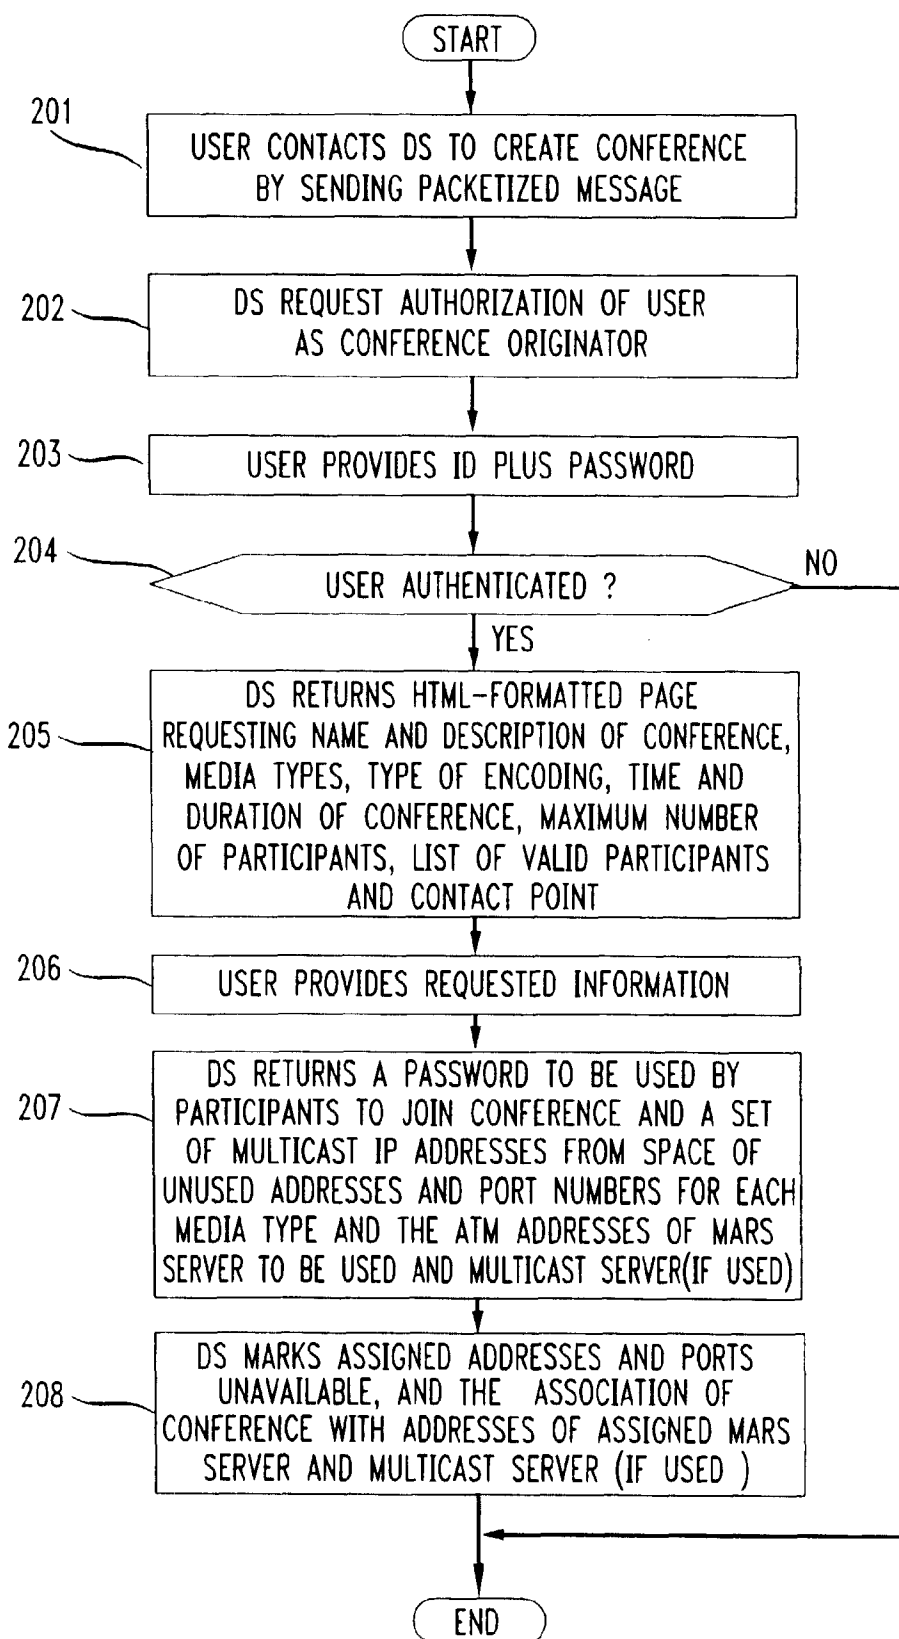 START
201
USER CONTACTS DS TO CREATE CONFERENCE
BY SENDING PACKETIZED MESSAGE
202
DS REQUEST AUTHORIZATION OF USER
AS CONFERENCE ORIGINATOR
203
USER PROVIDES ID PLUS PASSWORD
204
USER AUTHENTICATED ?
NO
YES
205
DS RETURNS HTML-FORMATTED PAGE
REQUESTING NAME AND DESCRIPTION OF CONFERENCE,
MEDIA TYPES, TYPE OF ENCODING, TIME AND
DURATION OF CONFERENCE, MAXIMUM NUMBER
OF PARTICIPANTS, LIST OF VALID PARTICIPANTS
AND CONTACT POINT
206
USER PROVIDES REQUESTED INFORMATION
207
DS RETURNS A PASSWORD TO BE USED BY
PARTICIPANTS TO JOIN CONFERENCE AND A SET
OF MULTICAST IP ADDRESSES FROM SPACE OF
UNUSED ADDRESSES AND PORT NUMBERS FOR EACH
MEDIA TYPE AND THE ATM ADDRESSES OF MARS
SERVER TO BE USED AND MULTICAST SERVER(IF USED)
208
DS MARKS ASSIGNED ADDRESSES AND PORTS
UNAVAILABLE, AND THE ASSOCIATION OF
CONFERENCE WITH ADDRESSES OF ASSIGNED MARS
SERVER AND MULTICAST SERVER (IF USED )
END